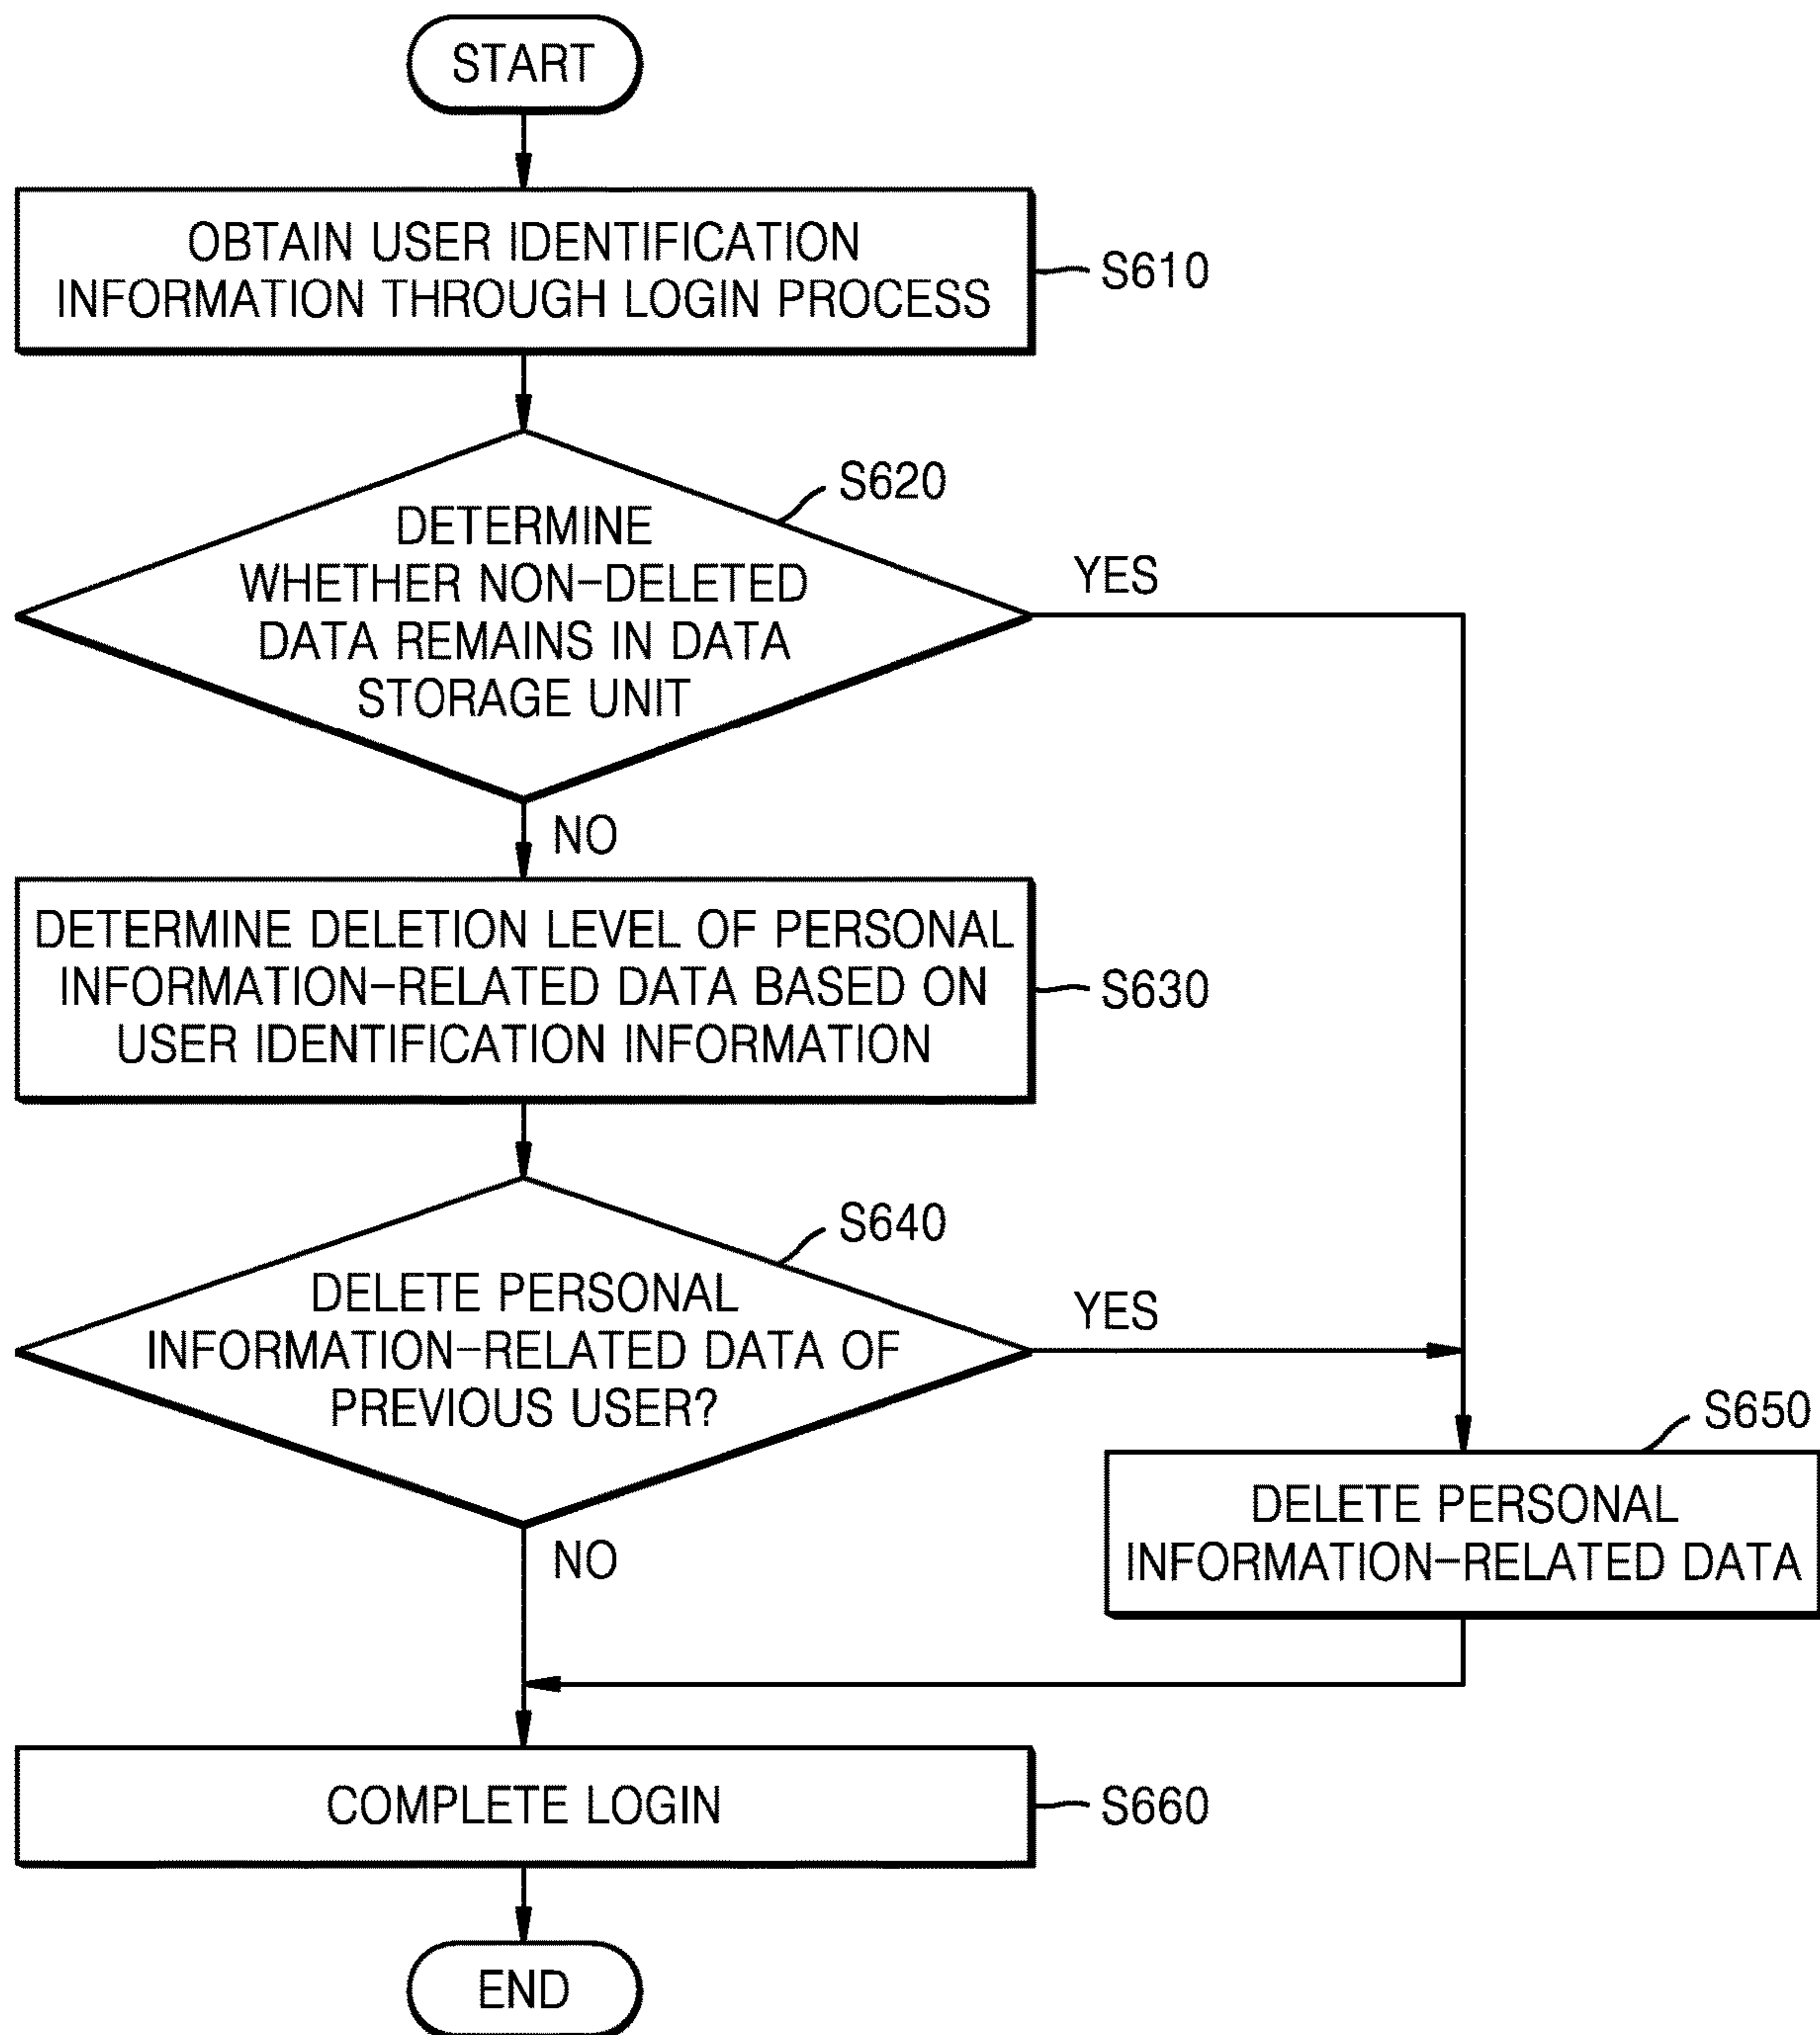 START
OBTAIN USER IDENTIFICATION
INFORMATION THROUGH LOGIN PROCESS
S610
S620
DETERMINE
WHETHER NON-DELETED
DATA REMAINS IN DATA
STORAGE UNIT
YES
NO
DETERMINE DELETION LEVEL OF PERSONAL
INFORMATION-RELATED DATA BASED ON
USER IDENTIFICATION INFORMATION
S630
S640
DELETE PERSONAL
INFORMATION-RELATED DATA OF
PREVIOUS USER?
YES
NO
S650
DELETE PERSONAL
INFORMATION-RELATED DATA
COMPLETE LOGIN
S660
END